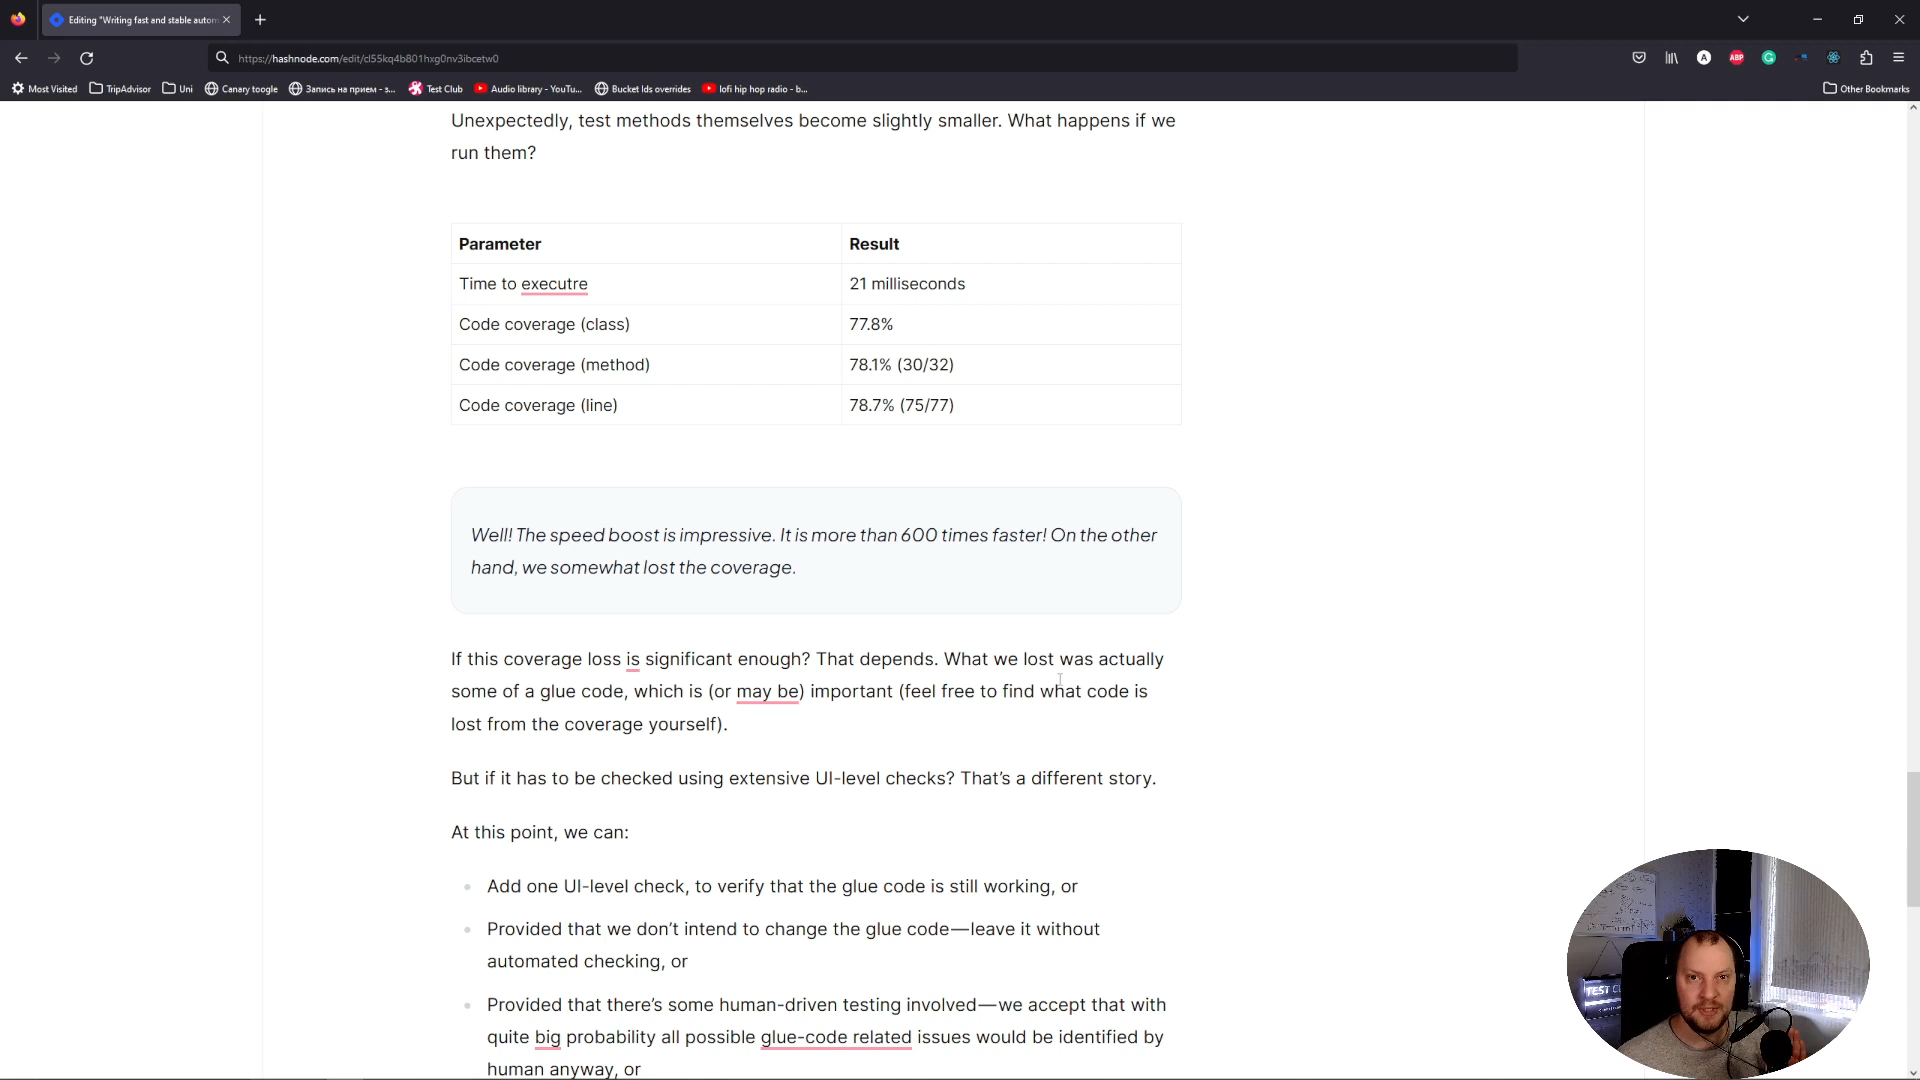 Editing "Writing fast and stable autom
https://hashnode.com/edit/cl55kq4b801hxg0nv3ibcetw0
Most Visited TripAdvisor Uni Canary toogle Запись на прием - з... Test Club Audio library - YouTu... Bucket Ids overrides lofi hip hop radio - b... Other Bookmarks
Unexpectedly, test methods themselves become slightly smaller. What happens if we
run them?
Parameter Result
Time to executre 21 milliseconds
Code coverage (class) 77.8%
Code coverage (method) 78.1% (30/32)
Code coverage (line) 78.7% (75/77)
Well! The speed boost is impressive. It is more than 600 times faster! On the other
hand, we somewhat lost the coverage.
If this coverage loss is significant enough? That depends. What we lost was actually
some of a glue code, which is (or may be) important (feel free to find what code is
lost from the coverage yourself).
But if it has to be checked using extensive UI-level checks? That's a different story.
At this point, we can:
Add one UI-level check, to verify that the glue code is still working, or
Provided that we don't intend to change the glue code—leave it without
automated checking, or
Provided that there's some human-driven testing involved—we accept that with
quite big probability all possible glue-code related issues would be identified by
human anyway, or